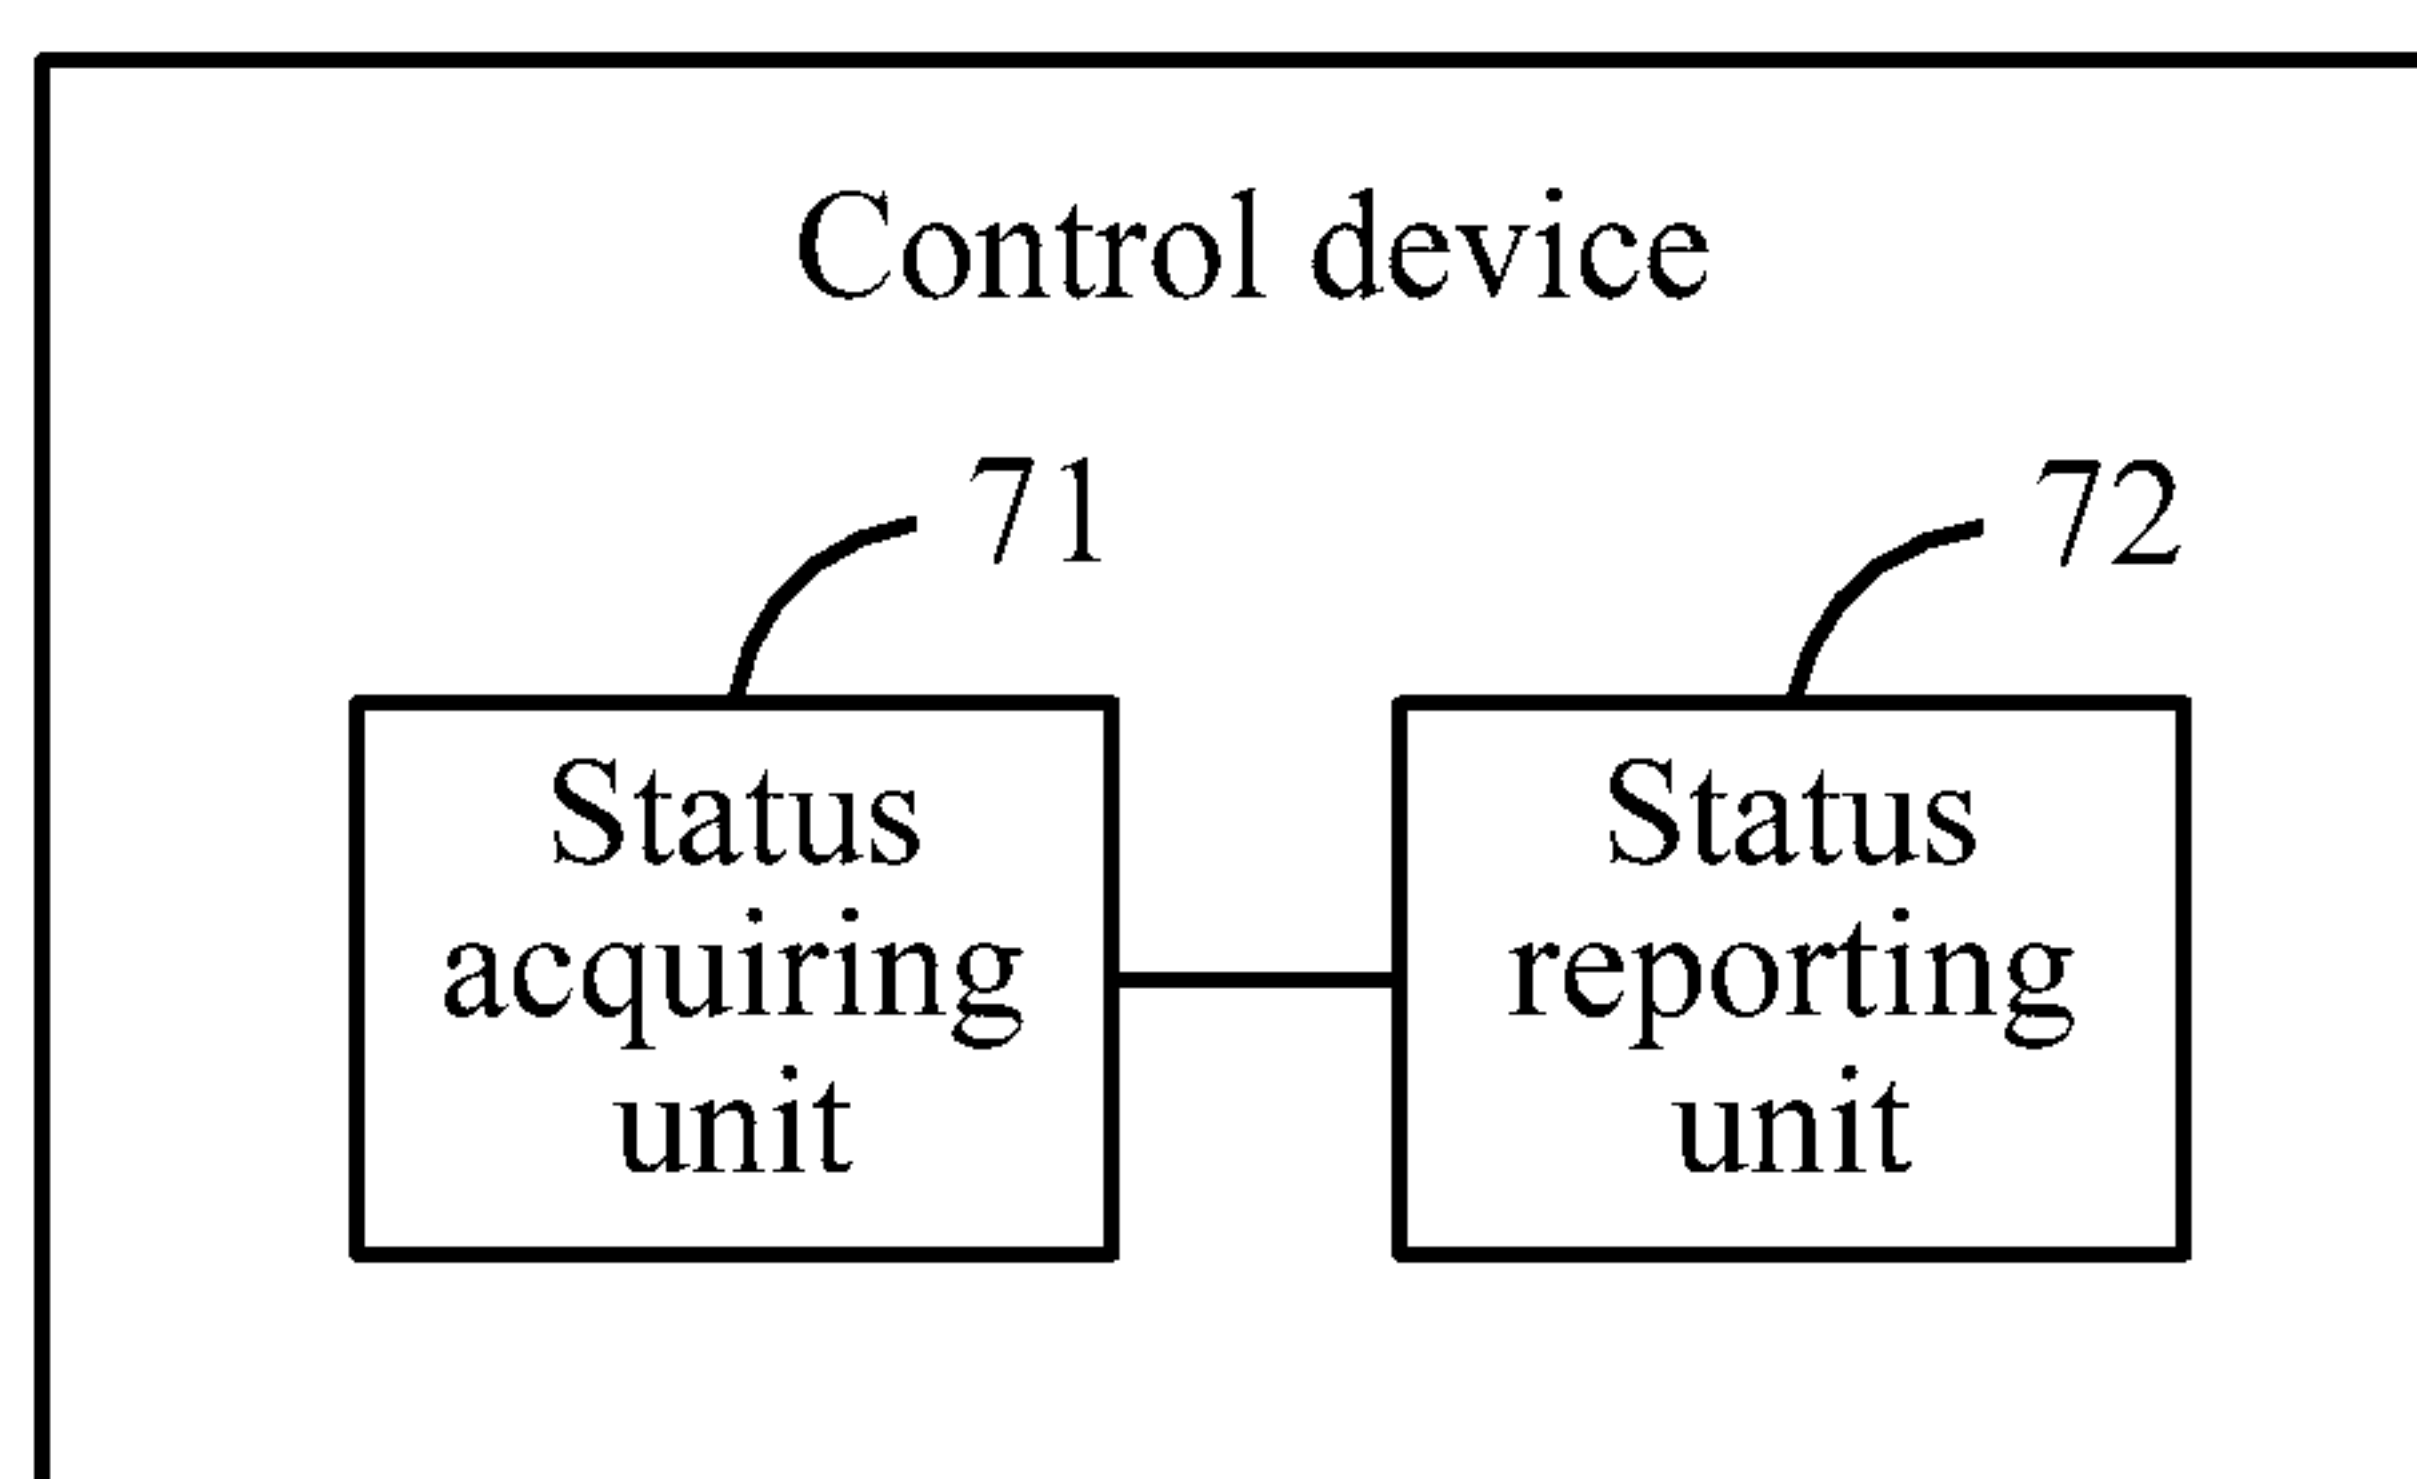 Control device
71
72
Status
acquiring
unit
Status
reporting
unit